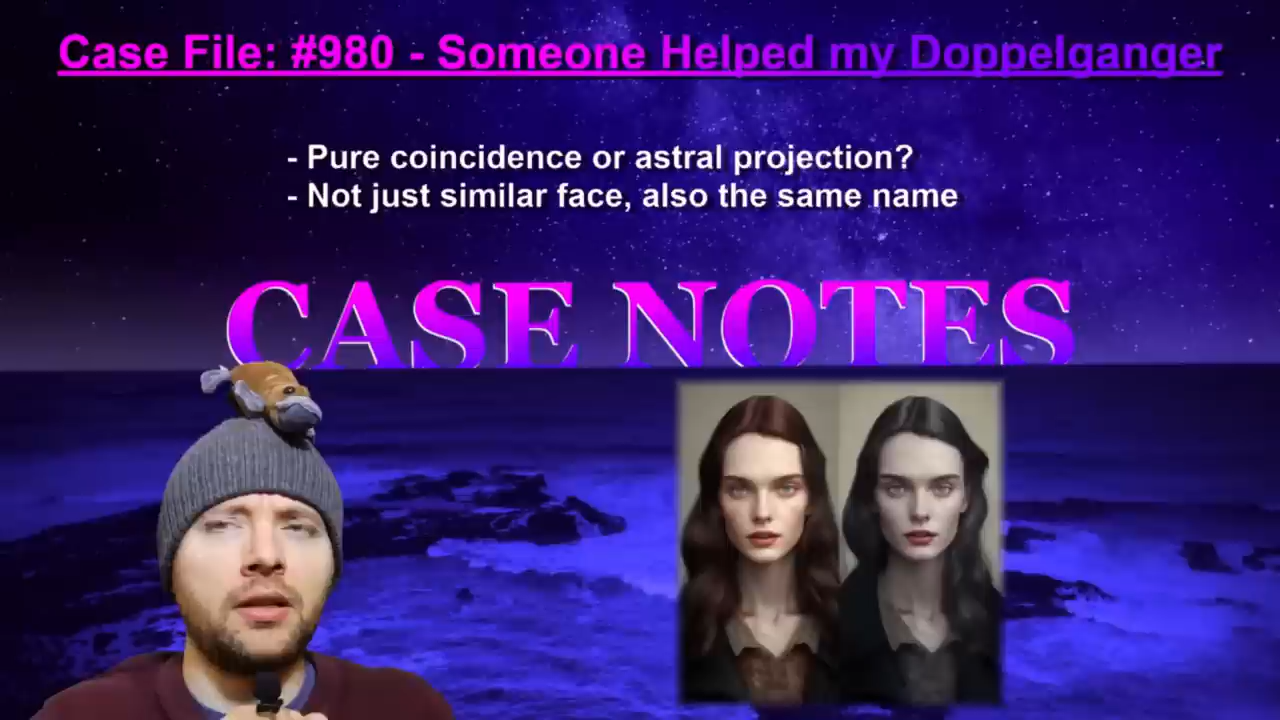 Case File: #980 - Someone Helped my Doppelganger
- Pure coincidence or astral projection?
- Not just similar face, also the same name
CASE NOTES